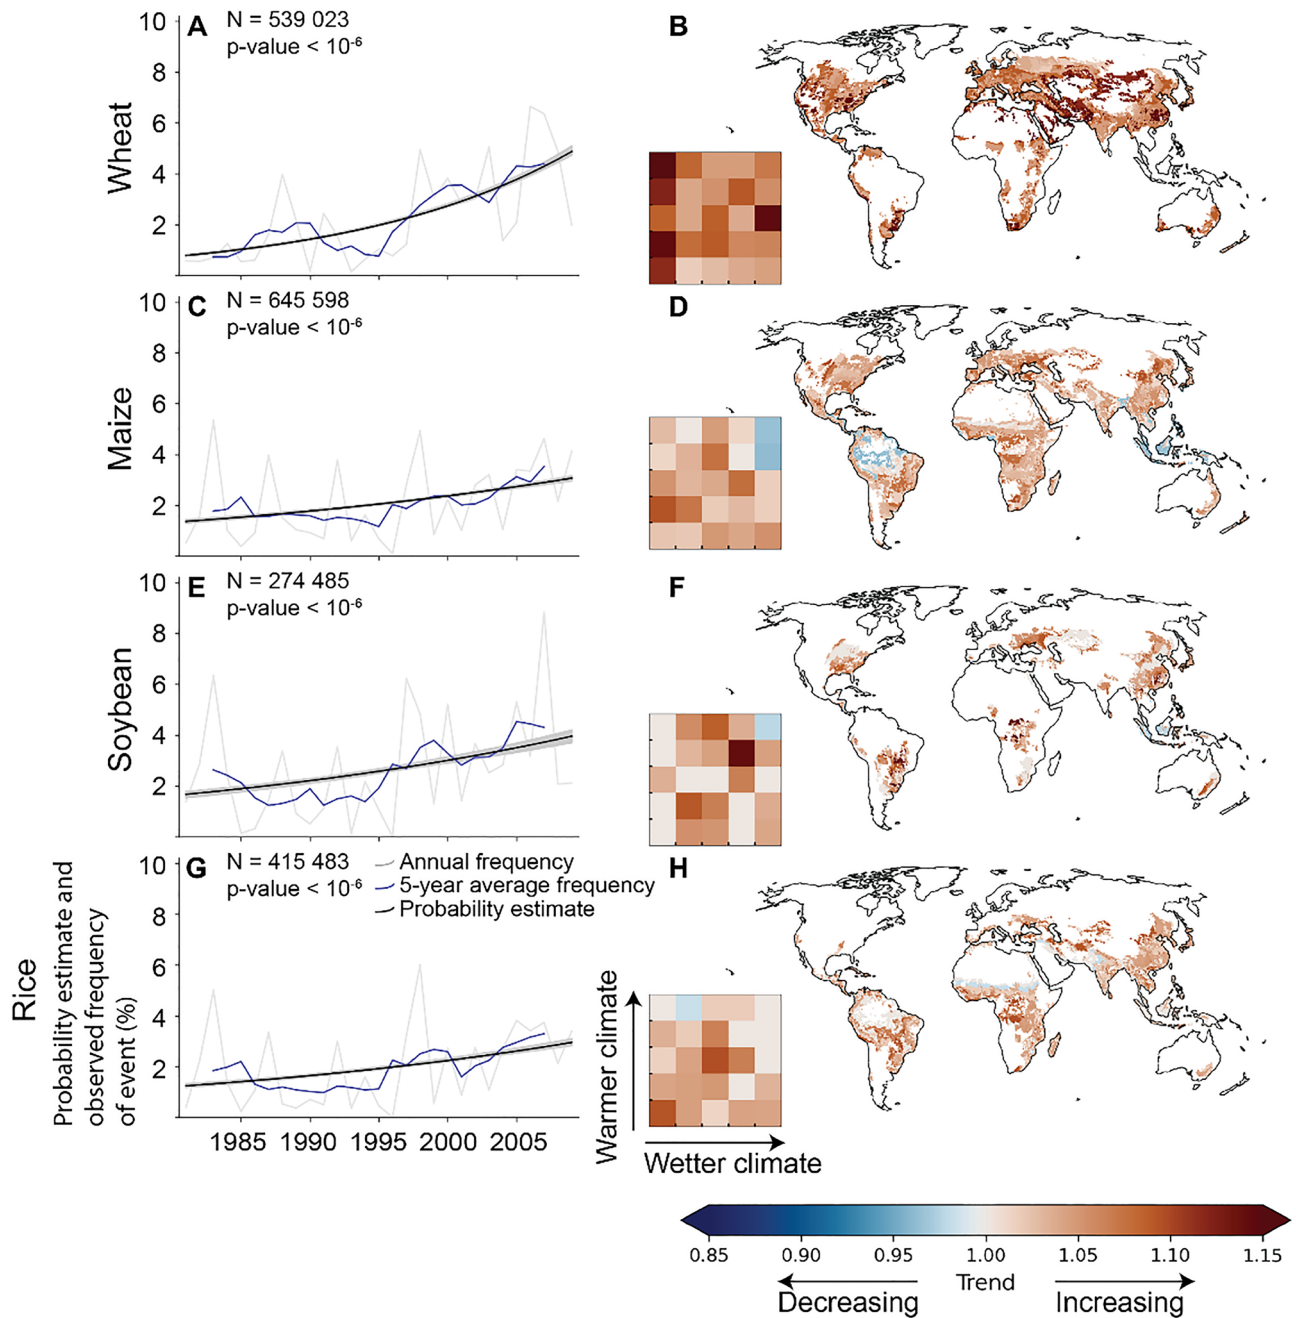 Wheat
10
8
6
4
2
A
N = 539 023
p-value < 10-6
B
Maize
10
8
6
4
2
C
N = 645 598
p-value < 10-6
D
Soybean
10
8
6
4
2
E
N = 274 485
p-value < 10-6
F
Rice
Probability estimate and
observed frequency
of event (%)
10
8
6
4
2
G
N = 415 483
p-value < 10-6
Annual frequency
5-year average frequency
Probability estimate
1985 1990 1995 2000 2005
H
Warmer climate
Wetter climate
0.85 0.90 0.95 1.00 1.05 1.10 1.15
Trend
Decreasing
Increasing